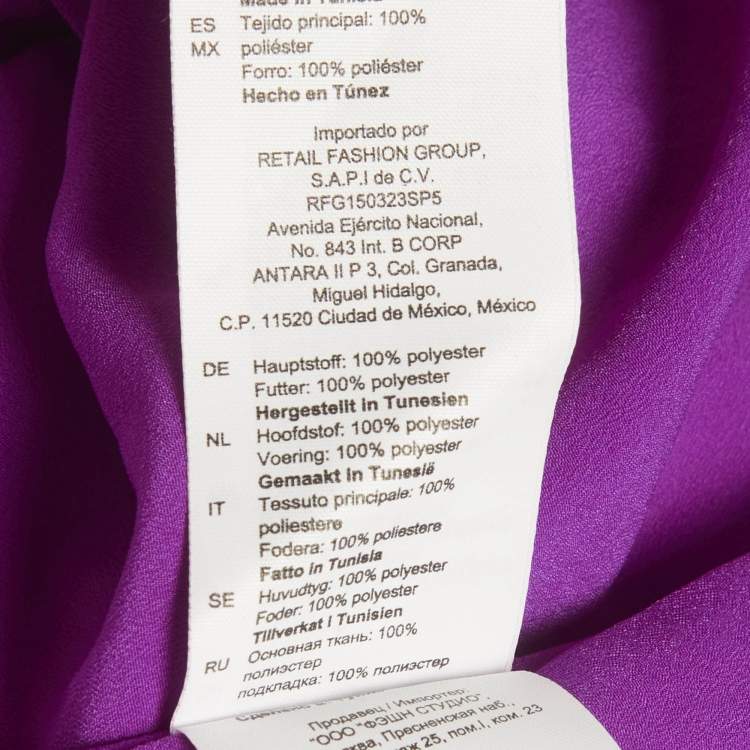 Made in Tunisia
ES Tejido principal: 100%
MX poliéster
Forro: 100% poliéster
Hecho en Túnez
Importado por
RETAIL FASHION GROUP,
S.A.P.I de C.V.
RFG150323SP5
Avenida Ejército Nacional,
No. 843 Int. B CORP
ANTARA II P 3, Col. Granada,
Miguel Hidalgo,
C.P. 11520 Ciudad de México, México
DE Hauptstoff: 100% polyester
Futter: 100% polyester
Hergestellt in Tunesien
NL Hoofdstof: 100% polyester
Voering: 100% polyester
Gemaakt in Tunesië
IT Tessuto principale: 100%
poliestere
Fodera: 100% poliestere
Fatto in Tunisia
SE Huvudtyg: 100% polyester
Foder: 100% polyester
Tillverkat i Tunisien
RU Основная ткань: 100%
полиэстер
подкладка: 100% полиэстер
Продавец / Импортер:
"ООО "ФЭШН СТУДИО",
Пресненская наб.,
25, пом.I, ком. 23